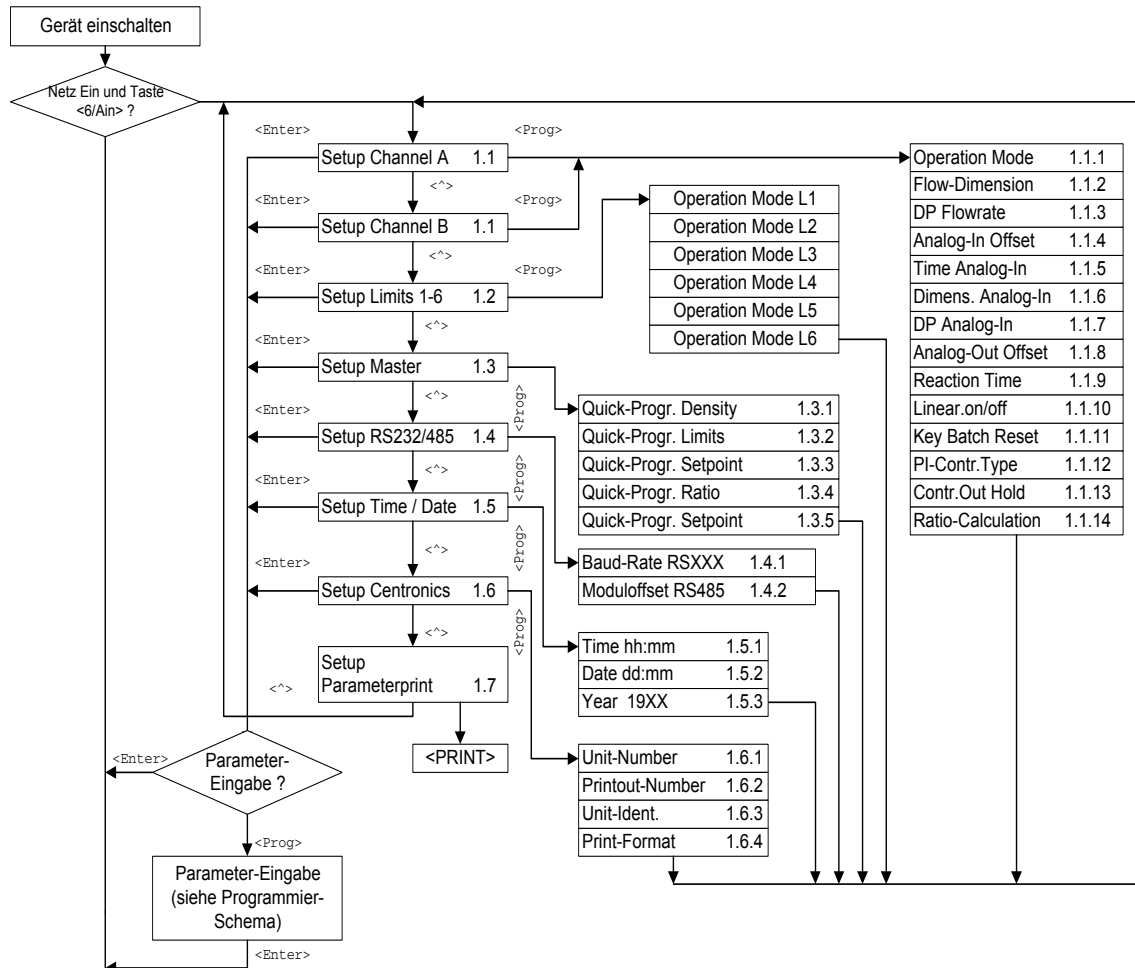 Gerät einschalten
Netz Ein und Taste
<6/Ain> ?
<Enter>
<Prog>
Setup Channel A 1.1
<^>
<Enter>
<Prog>
Setup Channel B 1.1
<^>
<Enter>
<Prog>
Setup Limits 1-6 1.2
<^>
<Enter>
Setup Master 1.3
<Prog>
<^>
<Enter>
Setup RS232/485 1.4
<Prog>
<^>
<Enter>
Setup Time / Date 1.5
<Prog>
<^>
<Enter>
Setup Centronics 1.6
<Prog>
<^>
Setup
Parameterprint 1.7
<^>
<PRINT>
Operation Mode L1
Operation Mode L2
Operation Mode L3
Operation Mode L4
Operation Mode L5
Operation Mode L6
Quick-Progr. Density 1.3.1
Quick-Progr. Limits 1.3.2
Quick-Progr. Setpoint 1.3.3
Quick-Progr. Ratio 1.3.4
Quick-Progr. Setpoint 1.3.5
Baud-Rate RSXXX 1.4.1
Moduloffset RS485 1.4.2
Time hh:mm 1.5.1
Date dd:mm 1.5.2
Year 19XX 1.5.3
Unit-Number 1.6.1
Printout-Number 1.6.2
Unit-Ident. 1.6.3
Print-Format 1.6.4
Operation Mode 1.1.1
Flow-Dimension 1.1.2
DP Flowrate 1.1.3
Analog-In Offset 1.1.4
Time Analog-In 1.1.5
Dimens. Analog-In 1.1.6
DP Analog-In 1.1.7
Analog-Out Offset 1.1.8
Reaction Time 1.1.9
Linear.on/off 1.1.10
Key Batch Reset 1.1.11
PI-Contr.Type 1.1.12
Contr.Out Hold 1.1.13
Ratio-Calculation 1.1.14
<Enter>
Parameter-
Eingabe ?
<Prog>
Parameter-Eingabe
(siehe Programmier-
Schema)
<Enter>